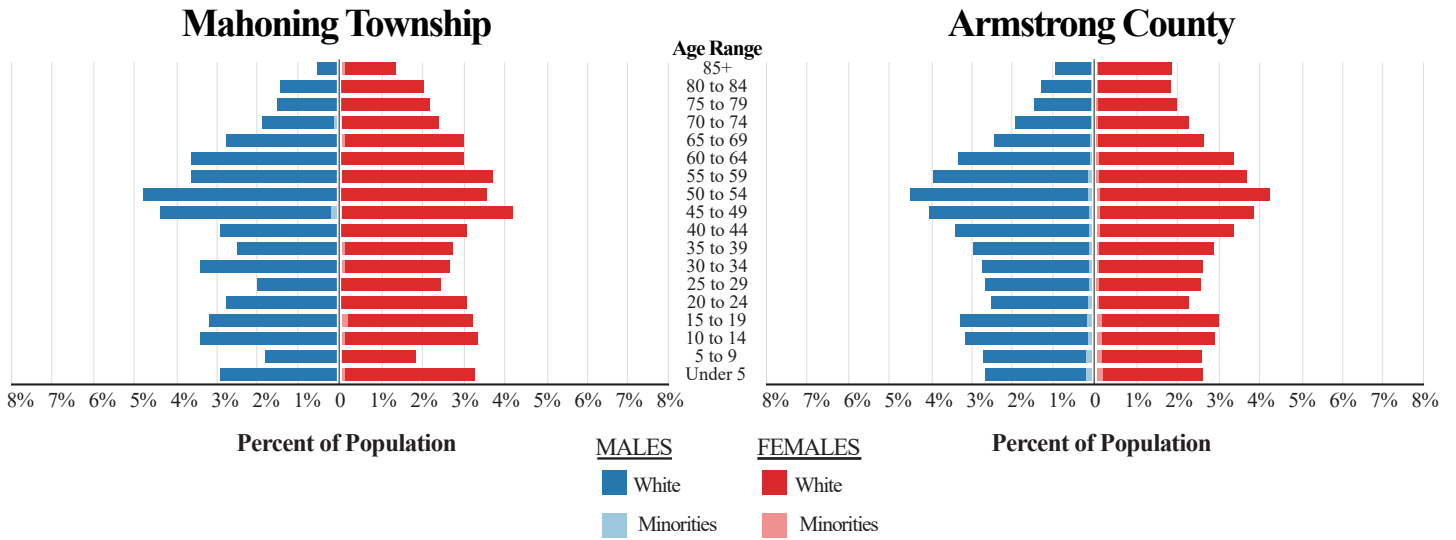 Mahoning Township
Armstrong County
Age Range
85+
80 to 84
75 to 79
70 to 74
65 to 69
60 to 64
55 to 59
50 to 54
45 to 49
40 to 44
35 to 39
30 to 34
25 to 29
20 to 24
15 to 19
10 to 14
5 to 9
Under 5
8% 7% 6% 5% 4% 3% 2% 1% 0 1% 2% 3% 4% 5% 6% 7% 8%
8% 7% 6% 5% 4% 3% 2% 1% 0 1% 2% 3% 4% 5% 6% 7% 8%
Percent of Population
Percent of Population
MALES
FEMALES
White
White
Minorities
Minorities